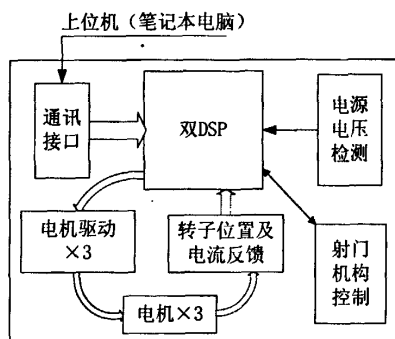 上位机（笔记本电脑）
通讯
接口
双DSP
电源
电压
检测
电机驱动
×3
转子位置及
电流反馈
射门
机构
控制
电机×3